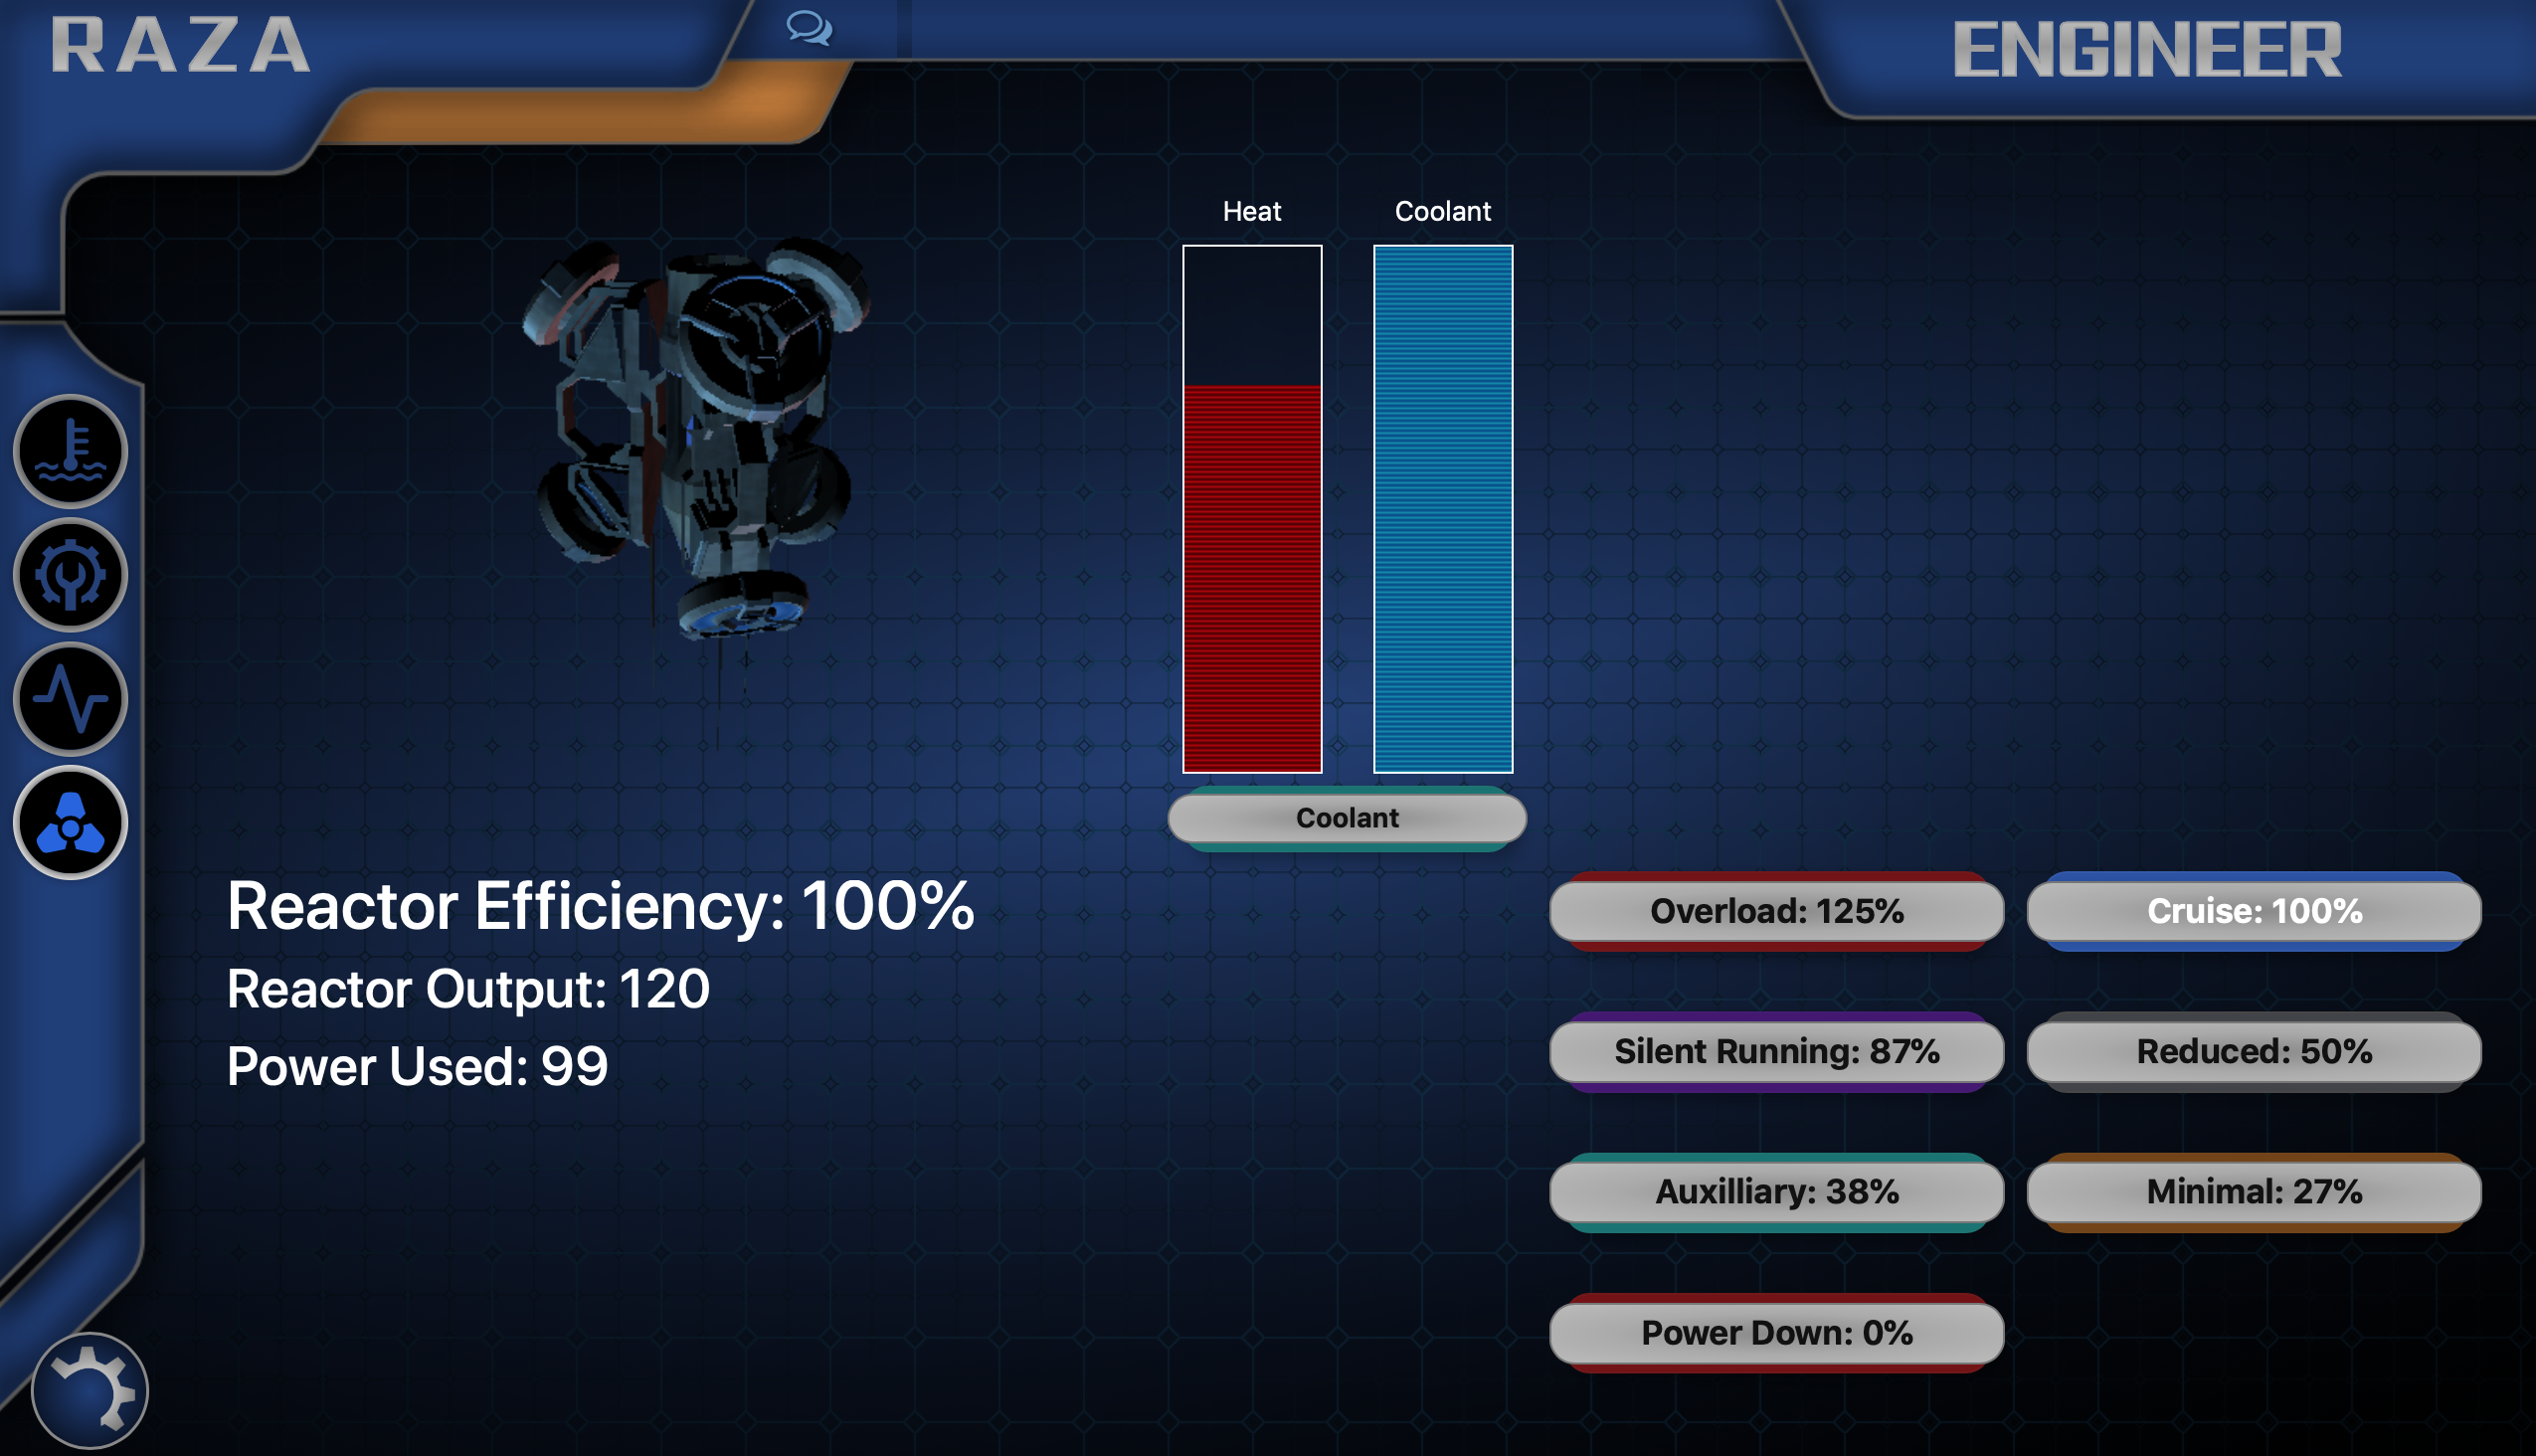 RAZA
ENGINEER
Heat
Coolant
Coolant
Reactor Efficiency: 100%
Reactor Output: 120
Power Used: 99
Overload: 125%
Cruise: 100%
Silent Running: 87%
Reduced: 50%
Auxilliary: 38%
Minimal: 27%
Power Down: 0%